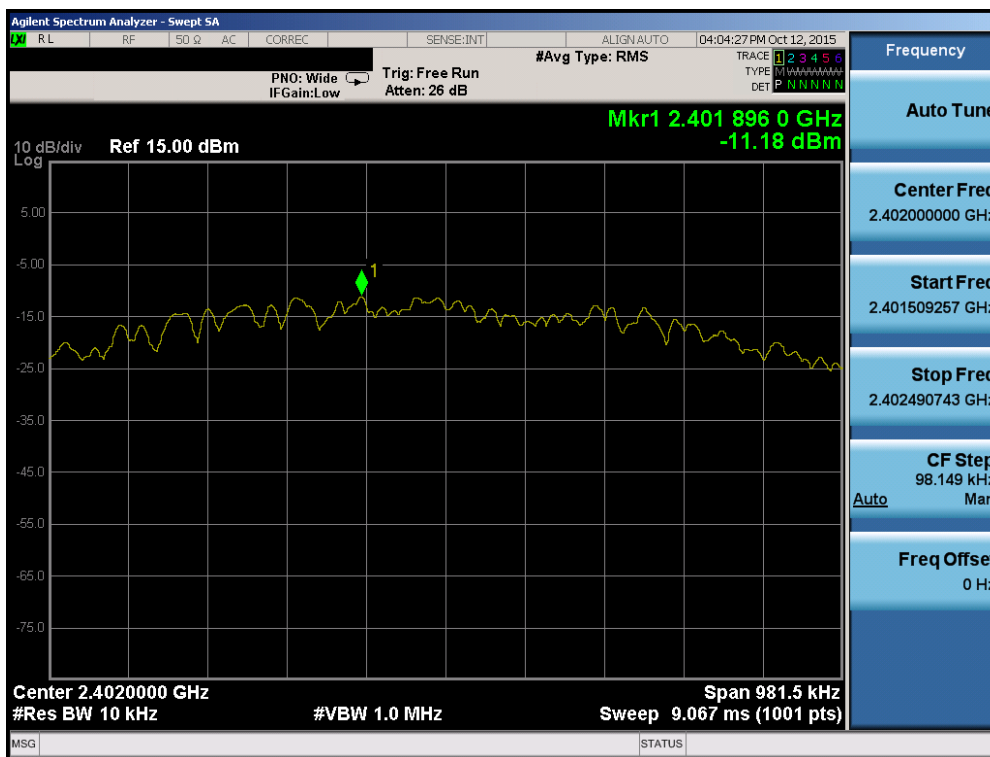 Agilent Spectrum Analyzer - Swept SA
LXI RL RF 50 Ω AC CORREC SENSE:INT ALIGN AUTO 04:04:27 PM Oct 12, 2015
#Avg Type: RMS
TRACE 1 2 3 4 5 6
PNO: Wide Trig: Free Run
TYPE M
IFGain:Low Atten: 26 dB
DET P N N N N N
Mkr1 2.401 896 0 GHz
-11.18 dBm
10 dB/div Ref 15.00 dBm
Log
5.00
-5.00
1
-15.0
-25.0
-35.0
-45.0
-55.0
-65.0
-75.0
Center 2.4020000 GHz Span 981.5 kHz
#Res BW 10 kHz #VBW 1.0 MHz Sweep 9.067 ms (1001 pts)
MSG STATUS
Frequency
Auto Tune
Center Freq
2.402000000 GHz
Start Freq
2.401509257 GHz
Stop Freq
2.402490743 GHz
CF Step
98.149 kHz
Auto Man
Freq Offset
0 Hz